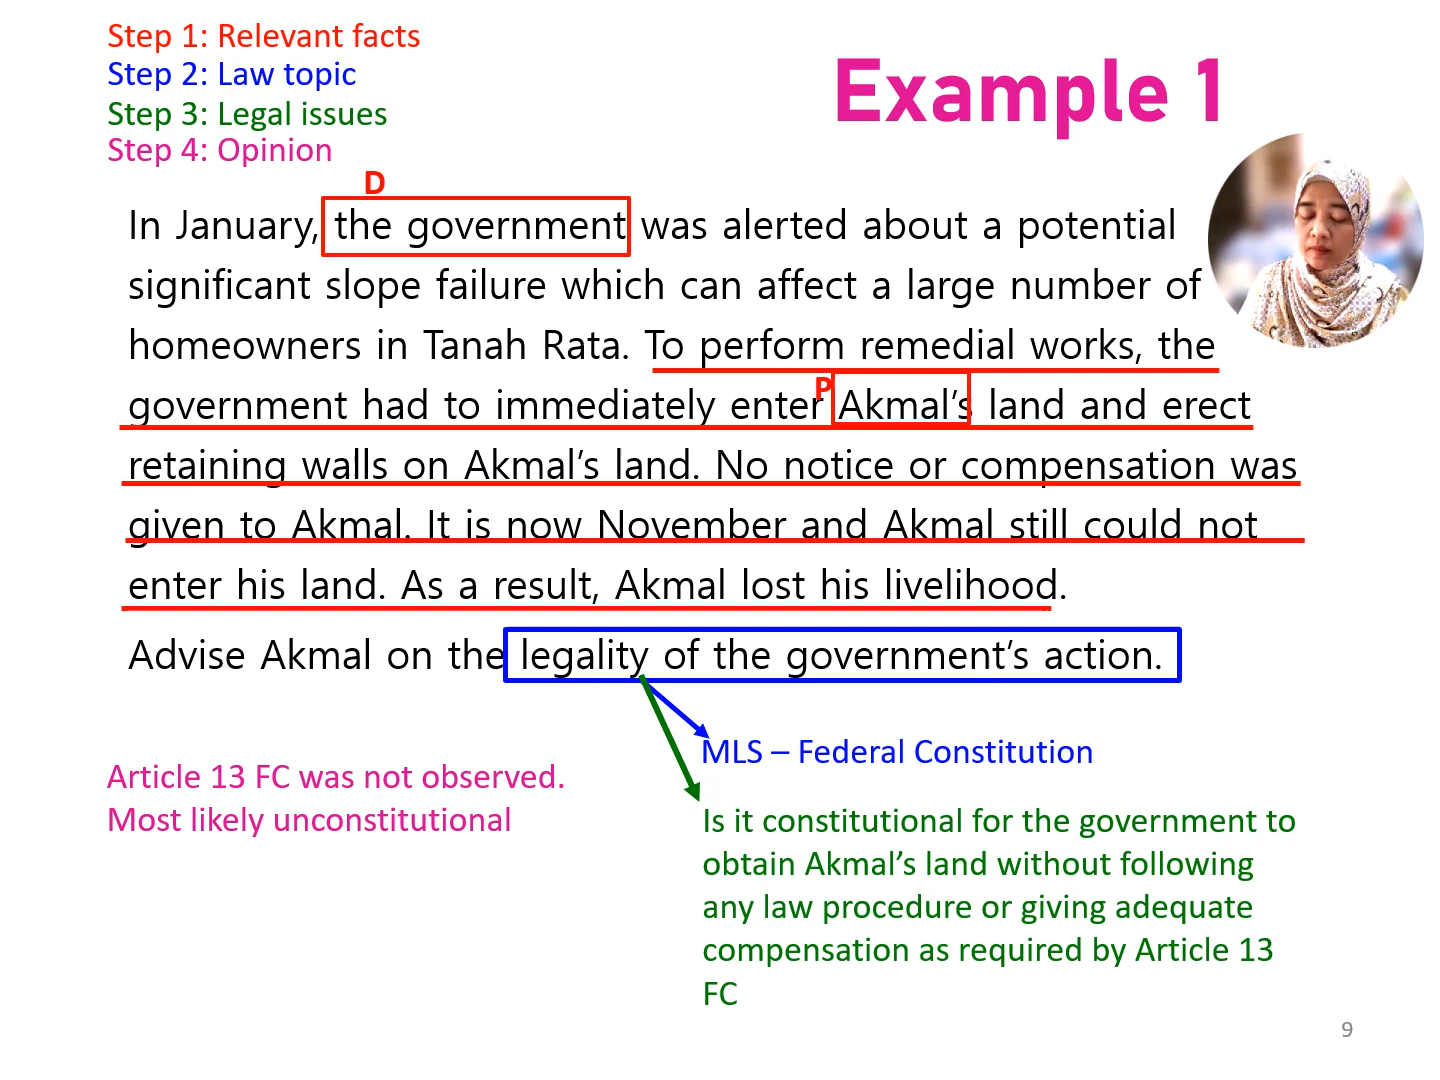 Step 1: Relevant facts
Step 2: Law topic
Step 3: Legal issues
Step 4: Opinion
Example 1
D
In January, the government was alerted about a potential
significant slope failure which can affect a large number of
homeowners in Tanah Rata. To perform remedial works, the
P
government had to immediately enter Akmal's land and erect
retaining walls on Akmal's land. No notice or compensation was
given to Akmal. It is now November and Akmal still could not
enter his land. As a result, Akmal lost his livelihood.
Advise Akmal on the legality of the government's action.
MLS – Federal Constitution
Article 13 FC was not observed.
Most likely unconstitutional
Is it constitutional for the government to
obtain Akmal's land without following
any law procedure or giving adequate
compensation as required by Article 13
FC
9